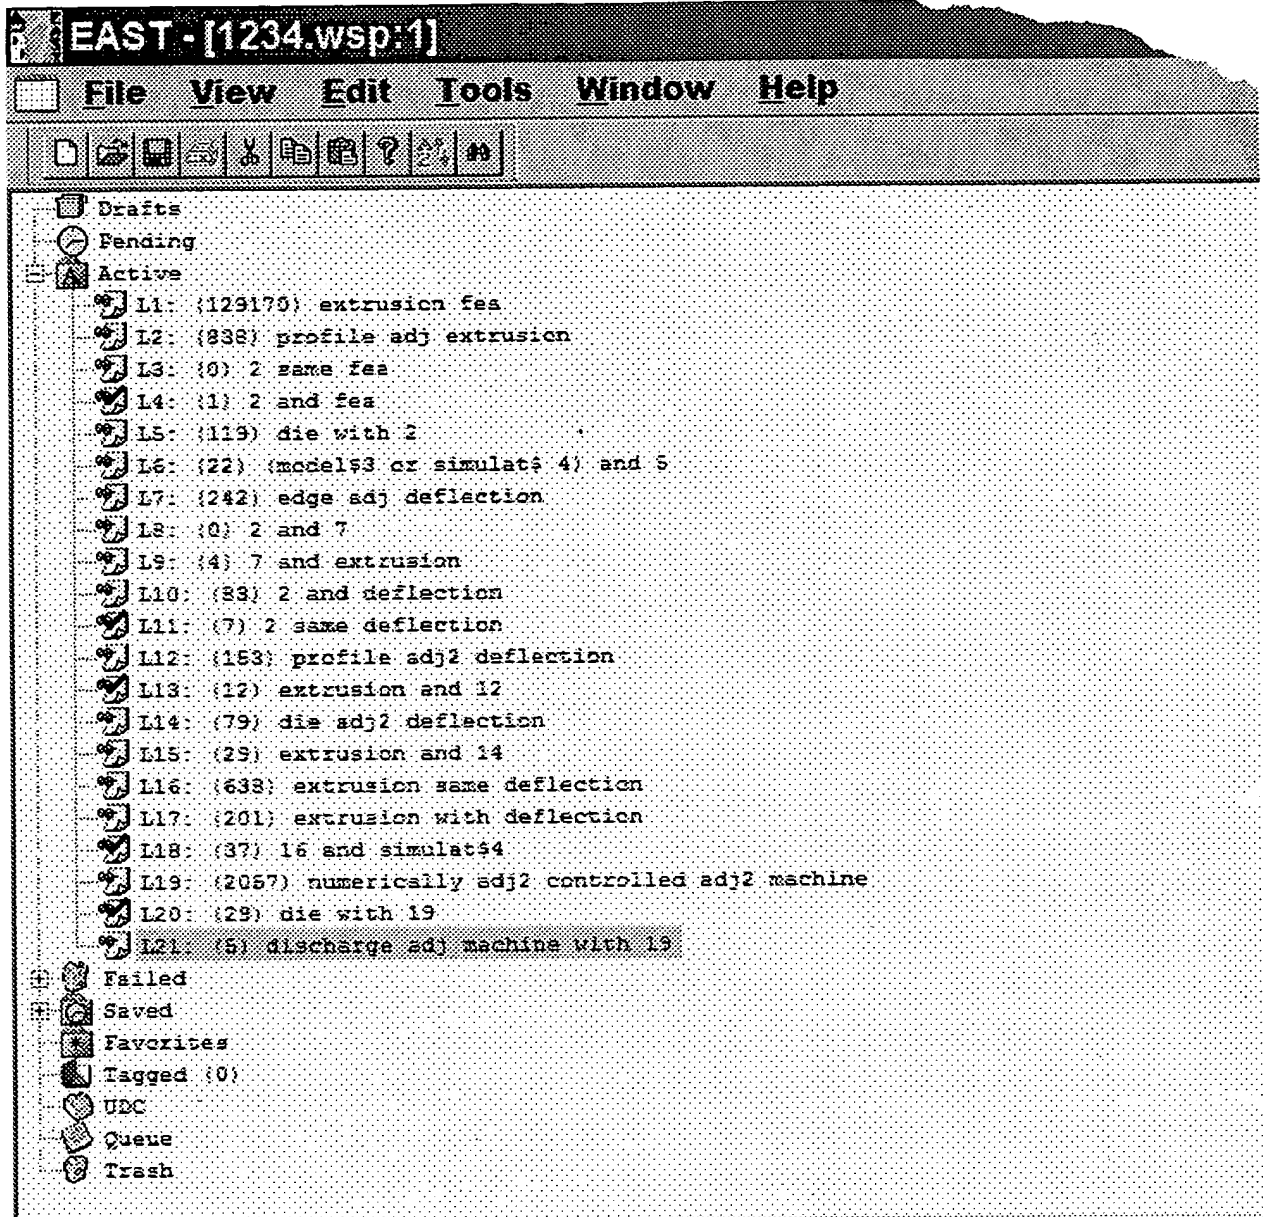 EAST - [1234.wsp:1]
File View Edit Tools Window Help
Drafts
Pending
Active
L1: (129170) extrusion fea
L2: (838) profile adj extrusion
L3: (0) 2 same fea
L4: (1) 2 and fea
L5: (119) die with 2
L6: (22) (model$3 or simulat$ 4) and 5
L7: (242) edge adj deflection
L8: (0) 2 and 7
L9: (4) 7 and extrusion
L10: (83) 2 and deflection
L11: (7) 2 same deflection
L12: (153) profile adj2 deflection
L13: (12) extrusion and 12
L14: (79) die adj2 deflection
L15: (29) extrusion and 14
L16: (638) extrusion same deflection
L17: (201) extrusion with deflection
L18: (37) 16 and simulat$4
L19: (2057) numerically adj2 controlled adj2 machine
L20: (29) die with 19
L21: (5) discharge adj machine with 19
Failed
Saved
Favorites
Tagged (0)
UDC
Queue
Trash